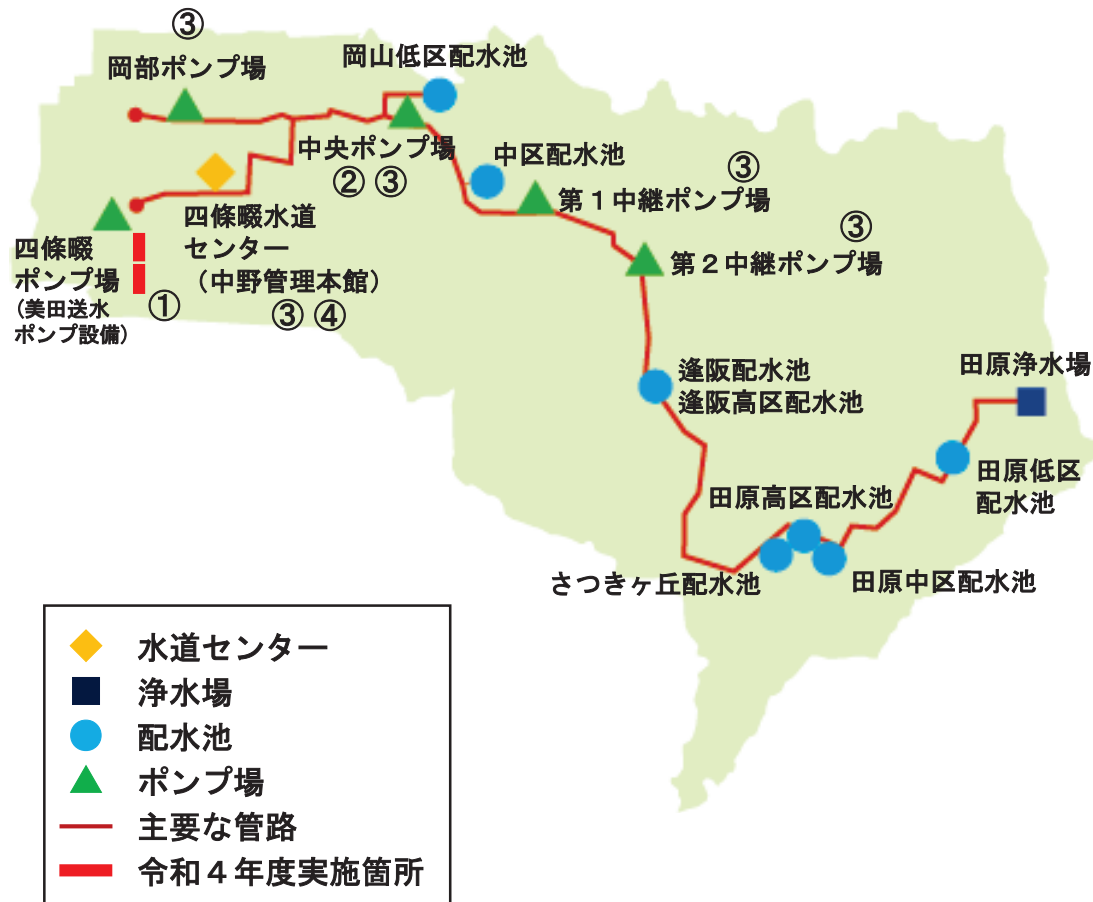 ③
岡部ポンプ場
岡山低区配水池
中央ポンプ場
② ③
中区配水池
③
第１中継ポンプ場
③
第２中継ポンプ場
四條畷
ポンプ場
(美田送水
ポンプ設備)
①
四條畷水道
センター
（中野管理本館）
③ ④
逢阪配水池
逢阪高区配水池
田原浄水場
田原低区
配水池
田原高区配水池
さつきヶ丘配水池
田原中区配水池
水道センター
浄水場
配水池
ポンプ場
主要な管路
令和４年度実施箇所